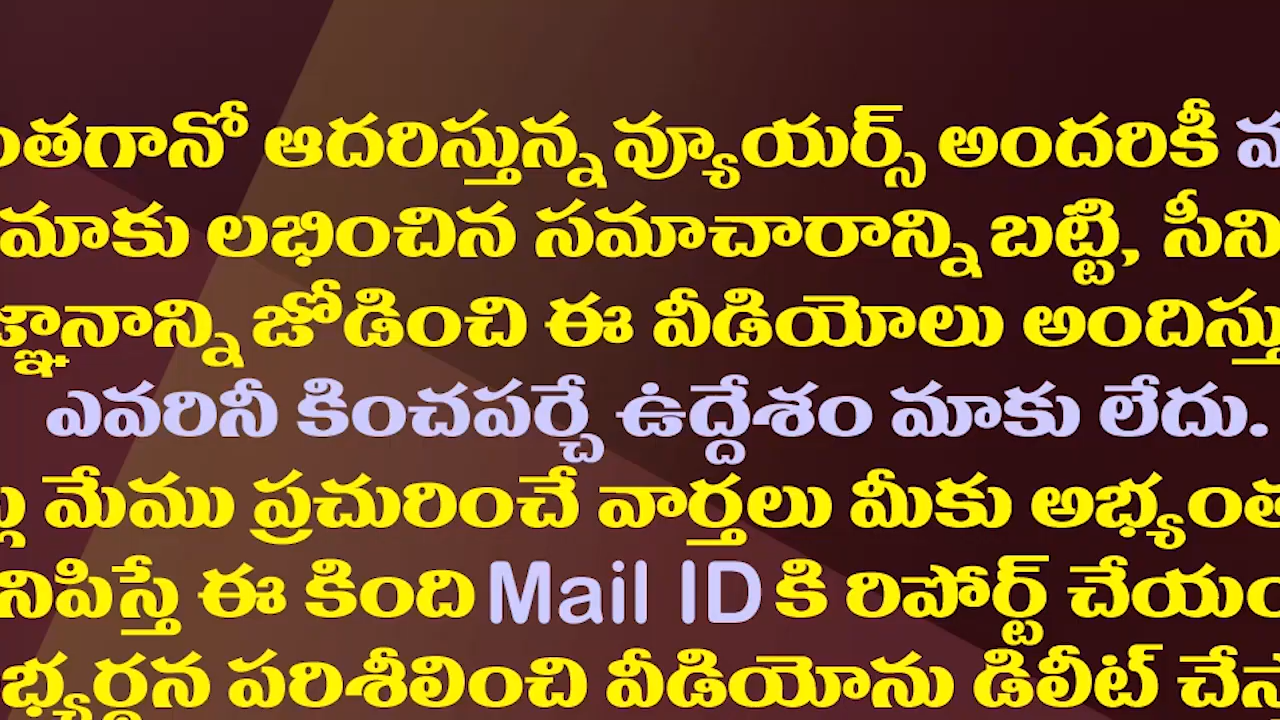 ంతగానో ఆదరిస్తున్న వ్యూయర్స్ అందరికీ
మాకు లభించిన సమాచారాన్ని బట్టి, సీని
జ్ఞానాన్ని జోడించి ఈ వీడియోలు అందిస్తు
ఎవరినీ కించపర్చే ఉద్దేశం మాకు లేదు.
మేము ప్రచురించే వార్తలు మీకు అభ్యంత
నిపిస్తే ఈ కింది Mail ID కి రిపోర్ట్ చేయం
భ్యర్థన పరిశీలించి వీడియోను డిలీట్ చేస